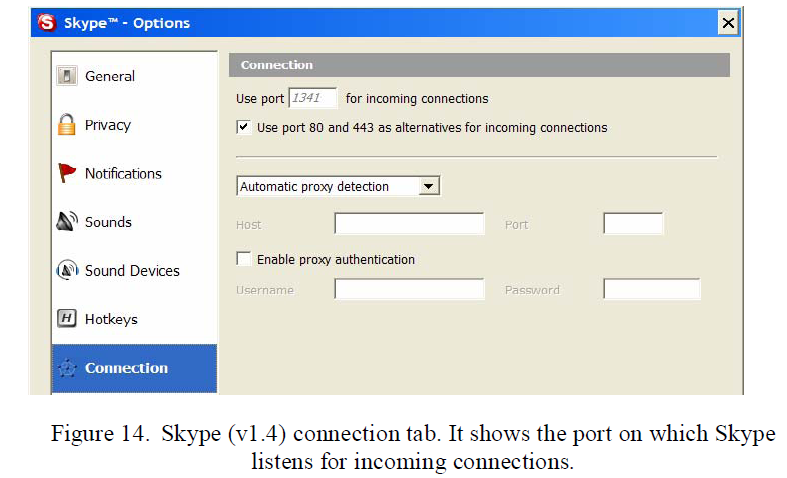 Skype™ - Options
General
Privacy
Notifications
Sounds
Sound Devices
H Hotkeys
Connection
Connection
Use port 1341 for incoming connections
Use port 80 and 443 as alternatives for incoming connections
Automatic proxy detection
Host Port
Enable proxy authentication
Username Password
Figure 14. Skype (v1.4) connection tab. It shows the port on which Skype
listens for incoming connections.